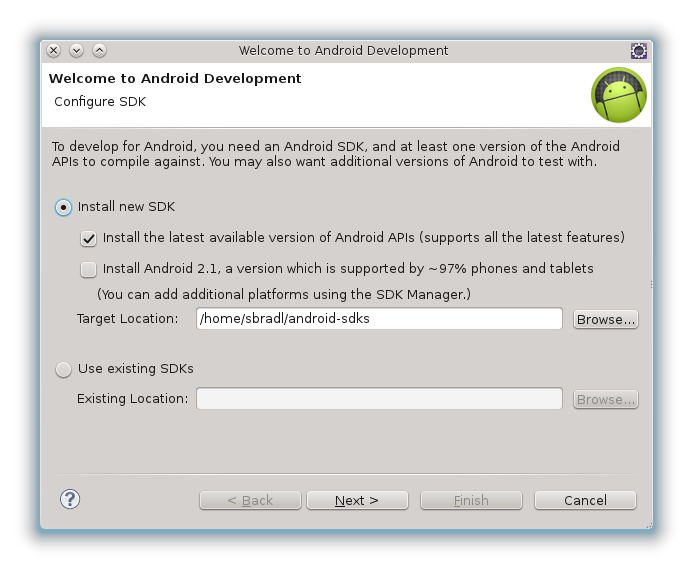 Welcome to Android Development
Welcome to Android Development
Configure SDK
To develop for Android, you need an Android SDK, and at least one version of the Android
APIs to compile against. You may also want additional versions of Android to test with.
Install new SDK
Install the latest available version of Android APIs (supports all the latest features)
Install Android 2.1, a version which is supported by ~97% phones and tablets
(You can add additional platforms using the SDK Manager.)
Target Location: /home/sbradl/android-sdks Browse...
Use existing SDKs
Existing Location: Browse...
? < Back Next > Finish Cancel